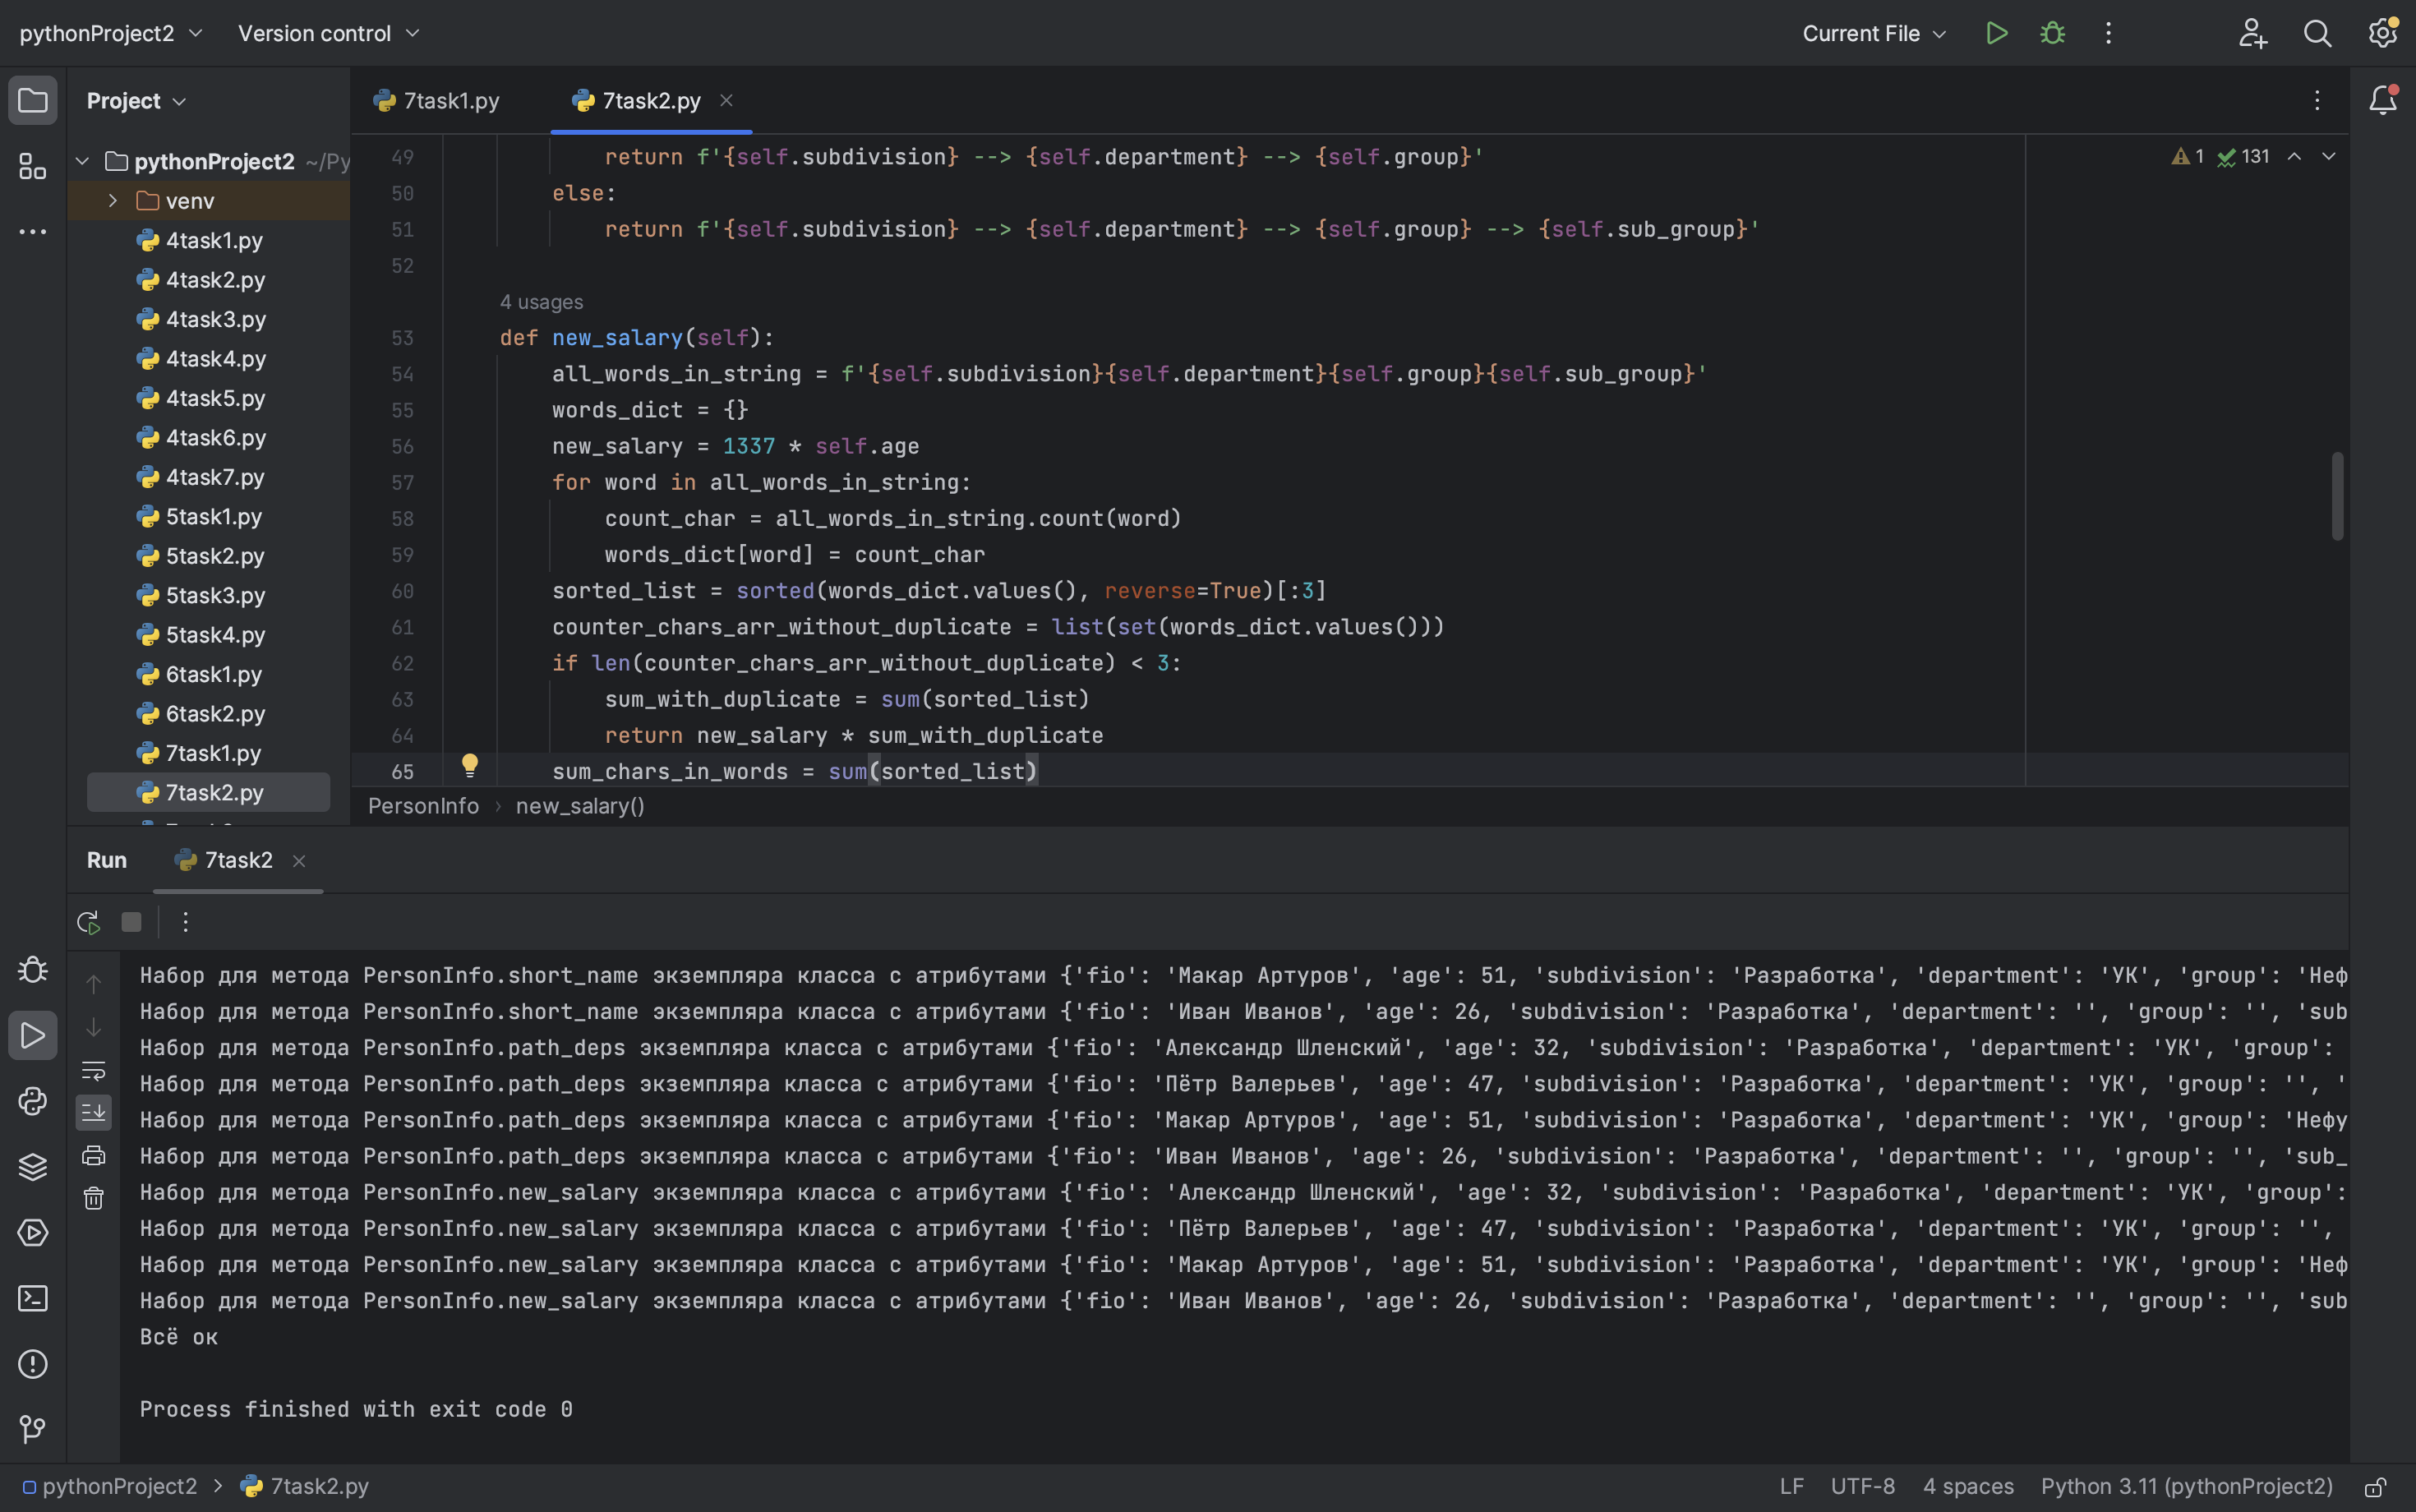 pythonProject2
Version control
Current File
Project
7task1.py
7task2.py
pythonProject2 ~/Py
venv
4task1.py
4task2.py
4task3.py
4task4.py
4task5.py
4task6.py
4task7.py
5task1.py
5task2.py
5task3.py
5task4.py
6task1.py
6task2.py
7task1.py
7task2.py
1 131
49 return f'{self.subdivision} --> {self.department} --> {self.group}'
50 else:
51 return f'{self.subdivision} --> {self.department} --> {self.group} --> {self.sub_group}'
52
4 usages
53 def new_salary(self):
54 all_words_in_string = f'{self.subdivision}{self.department}{self.group}{self.sub_group}'
55 words_dict = {}
56 new_salary = 1337 * self.age
57 for word in all_words_in_string:
58 count_char = all_words_in_string.count(word)
59 words_dict[word] = count_char
60 sorted_list = sorted(words_dict.values(), reverse=True)[:3]
61 counter_chars_arr_without_duplicate = list(set(words_dict.values()))
62 if len(counter_chars_arr_without_duplicate) < 3:
63 sum_with_duplicate = sum(sorted_list)
64 return new_salary * sum_with_duplicate
65 sum_chars_in_words = sum(sorted_list)
PersonInfo › new_salary()
Run 7task2
Набор для метода PersonInfo.short_name экземпляра класса с атрибутами {'fio': 'Макар Артуров', 'age': 51, 'subdivision': 'Разработка', 'department': 'УК', 'group': 'Неф
Набор для метода PersonInfo.short_name экземпляра класса с атрибутами {'fio': 'Иван Иванов', 'age': 26, 'subdivision': 'Разработка', 'department': '', 'group': '', 'sub
Набор для метода PersonInfo.path_deps экземпляра класса с атрибутами {'fio': 'Александр Шленский', 'age': 32, 'subdivision': 'Разработка', 'department': 'УК', 'group':
Набор для метода PersonInfo.path_deps экземпляра класса с атрибутами {'fio': 'Пётр Валерьев', 'age': 47, 'subdivision': 'Разработка', 'department': 'УК', 'group': '', '
Набор для метода PersonInfo.path_deps экземпляра класса с атрибутами {'fio': 'Макар Артуров', 'age': 51, 'subdivision': 'Разработка', 'department': 'УК', 'group': 'Нефу
Набор для метода PersonInfo.path_deps экземпляра класса с атрибутами {'fio': 'Иван Иванов', 'age': 26, 'subdivision': 'Разработка', 'department': '', 'group': '', 'sub_
Набор для метода PersonInfo.new_salary экземпляра класса с атрибутами {'fio': 'Александр Шленский', 'age': 32, 'subdivision': 'Разработка', 'department': 'УК', 'group':
Набор для метода PersonInfo.new_salary экземпляра класса с атрибутами {'fio': 'Пётр Валерьев', 'age': 47, 'subdivision': 'Разработка', 'department': 'УК', 'group': '',
Набор для метода PersonInfo.new_salary экземпляра класса с атрибутами {'fio': 'Макар Артуров', 'age': 51, 'subdivision': 'Разработка', 'department': 'УК', 'group': 'Неф
Набор для метода PersonInfo.new_salary экземпляра класса с атрибутами {'fio': 'Иван Иванов', 'age': 26, 'subdivision': 'Разработка', 'department': '', 'group': '', 'sub
Всё ок
Process finished with exit code 0
pythonProject2 › 7task2.py
LF UTF-8 4 spaces Python 3.11 (pythonProject2)